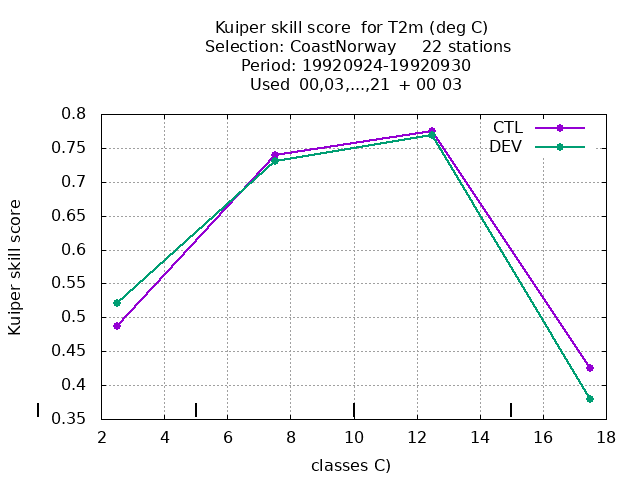 Kuiper skill score  for T2m (deg C)
Selection: CoastNorway     22 stations
Period: 19920924-19920930
Used  00,03,...,21  + 00 03
CTL
DEV
0.8
0.75
0.7
0.65
0.6
0.55
0.5
0.45
0.4
0.35
Kuiper skill score
2 4 6 8 10 12 14 16 18
classes C)